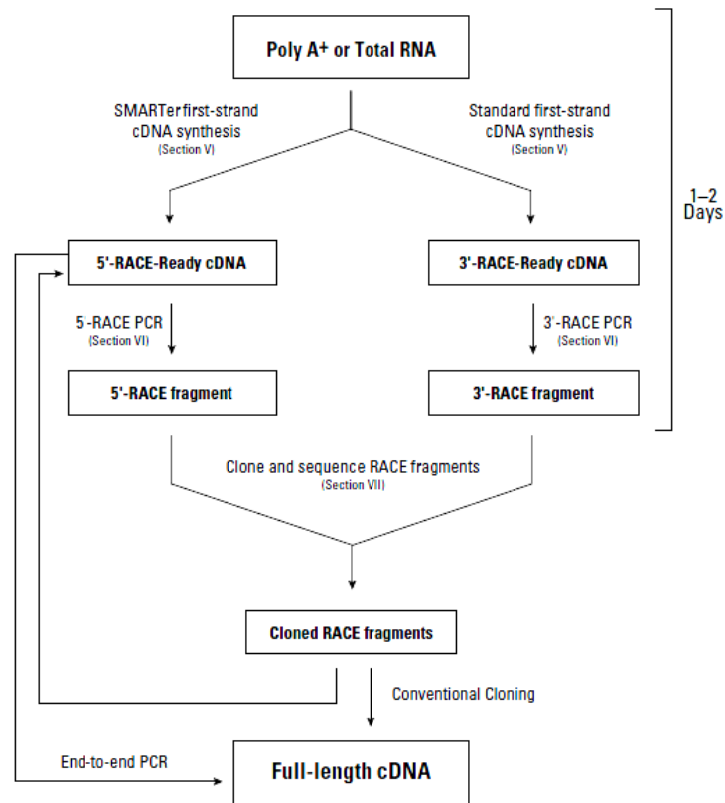 Poly A+ or Total RNA
SMARTer first-strand
cDNA synthesis
(Section V)
Standard first-strand
cDNA synthesis
(Section V)
1–2
Days
5'-RACE-Ready cDNA
3'-RACE-Ready cDNA
5'-RACE PCR
(Section VI)
3'-RACE PCR
(Section VI)
5'-RACE fragment
3'-RACE fragment
Clone and sequence RACE fragments
(Section VII)
Cloned RACE fragments
Conventional Cloning
End-to-end PCR
Full-length cDNA